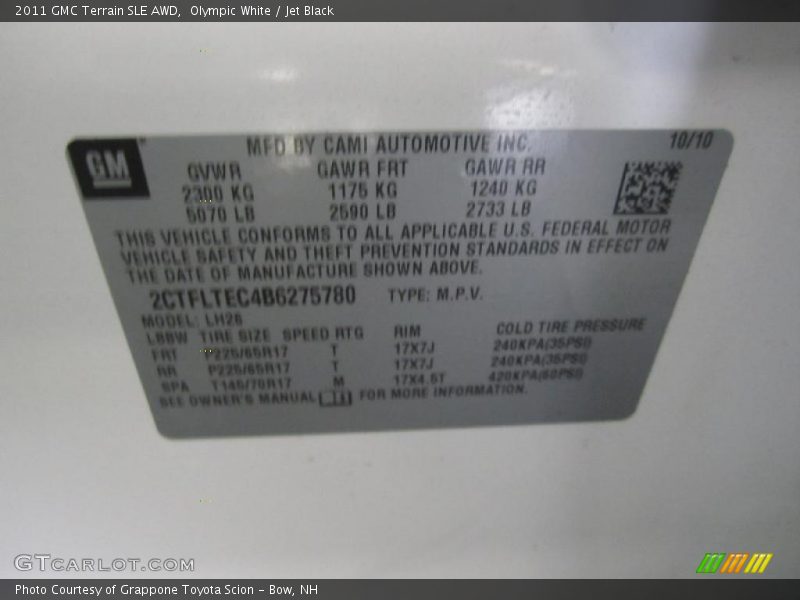 2011 GMC Terrain SLE AWD, Olympic White / Jet Black
GM
MFD BY CAMI AUTOMOTIVE INC.
10/10
GVWR GAWR FRT GAWR RR
2300 KG 1175 KG 1240 KG
5070 LB 2590 LB 2733 LB
THIS VEHICLE CONFORMS TO ALL APPLICABLE U.S. FEDERAL MOTOR
VEHICLE SAFETY AND THEFT PREVENTION STANDARDS IN EFFECT ON
THE DATE OF MANUFACTURE SHOWN ABOVE.
2CTFLTEC4B6275780 TYPE: M.P.V.
MODEL: LH26
TIRE SIZE SPEED RTG RIM COLD TIRE PRESSURE
FRT P225/65R17 T 17X7J 240KPA(35PSI)
RR P225/65R17 T 17X7J 240KPA(35PSI)
SPA T145/70R17 M 17X4.5T 420KPA(60PSI)
SEE OWNER'S MANUAL FOR MORE INFORMATION.
GTCARLOT.COM
Photo Courtesy of Grappone Toyota Scion - Bow, NH